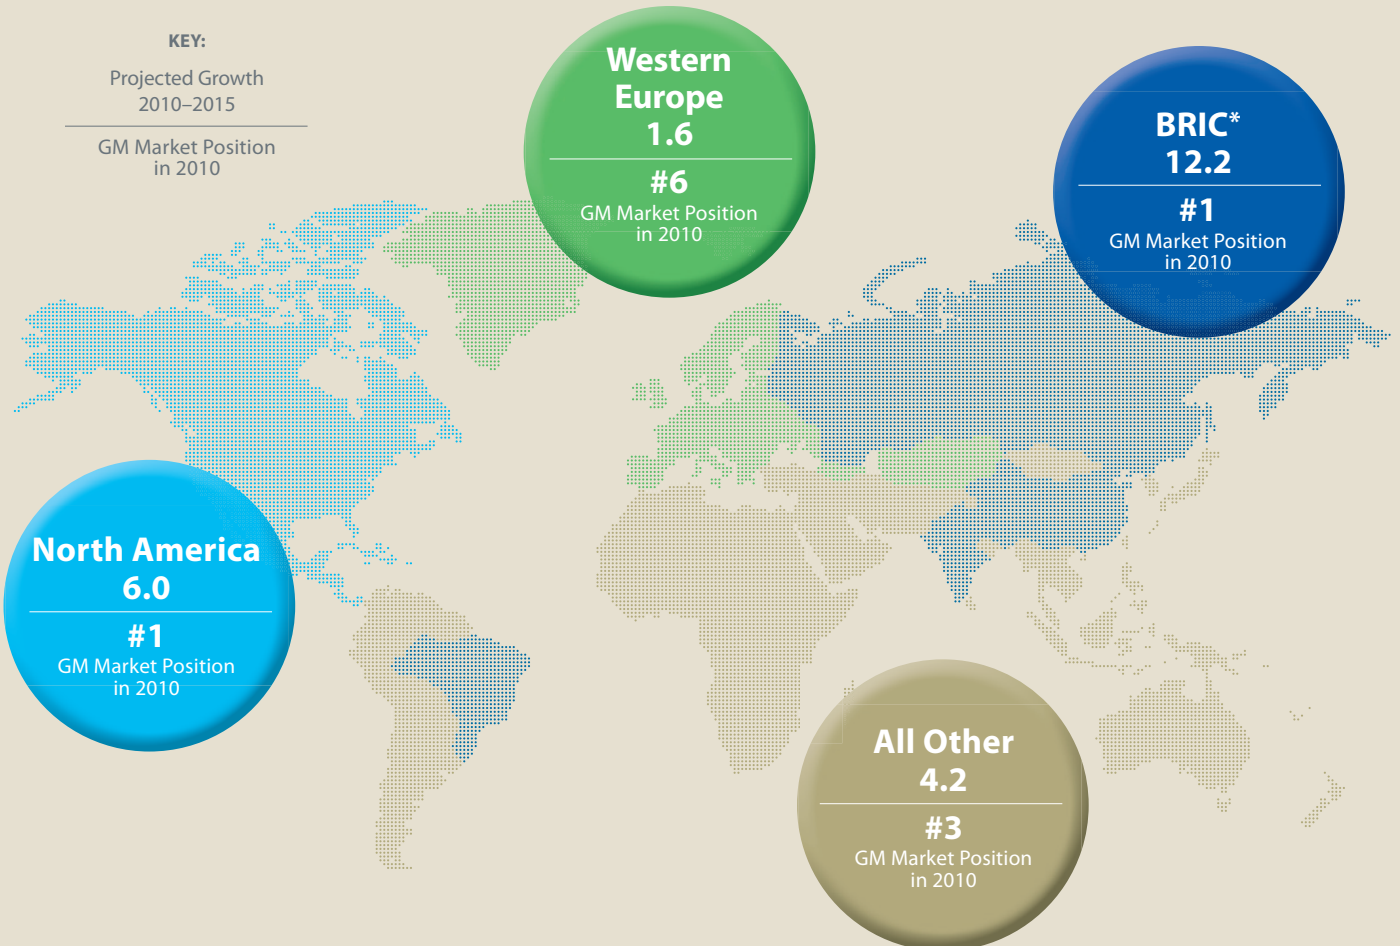 KEY:
Projected Growth
2010–2015
GM Market Position
in 2010
Western
Europe
1.6
#6
GM Market Position
in 2010
BRIC*
12.2
#1
GM Market Position
in 2010
North America
6.0
#1
GM Market Position
in 2010
All Other
4.2
#3
GM Market Position
in 2010